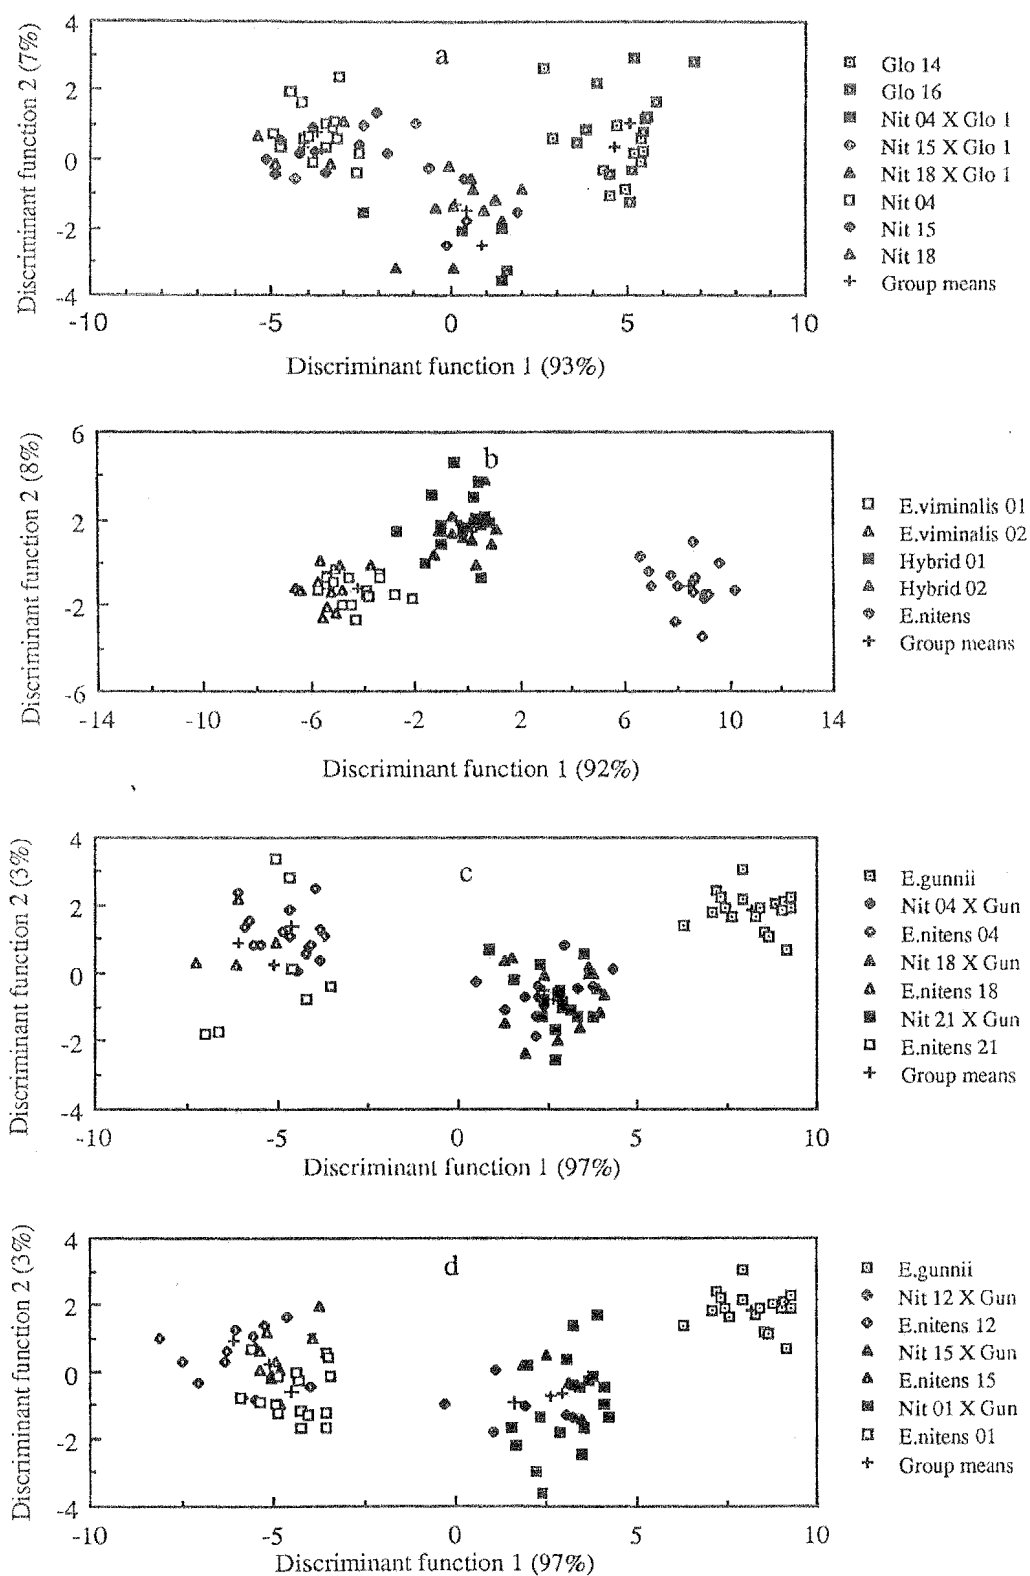 4
2
0
-2
-4
Discriminant function 2 (7%)
a
-10
-5
0
5
10
Discriminant function 1 (93%)
Glo 14
Glo 16
Nit 04 X Glo 1
Nit 15 X Glo 1
Nit 18 X Glo 1
Nit 04
Nit 15
Nit 18
Group means
6
2
-2
-6
Discriminant function 2 (8%)
b
-14
-10
-6
-2
2
6
10
14
Discriminant function 1 (92%)
E.viminalis 01
E.viminalis 02
Hybrid 01
Hybrid 02
E.nitens
Group means
4
2
0
-2
-4
Discriminant function 2 (3%)
c
-10
-5
0
5
10
Discriminant function 1 (97%)
E.gunnii
Nit 04 X Gun
E.nitens 04
Nit 18 X Gun
E.nitens 18
Nit 21 X Gun
E.nitens 21
Group means
4
2
0
-2
-4
Discriminant function 2 (3%)
d
-10
-5
0
5
10
Discriminant function 1 (97%)
E.gunnii
Nit 12 X Gun
E.nitens 12
Nit 15 X Gun
E.nitens 15
Nit 01 X Gun
E.nitens 01
Group means